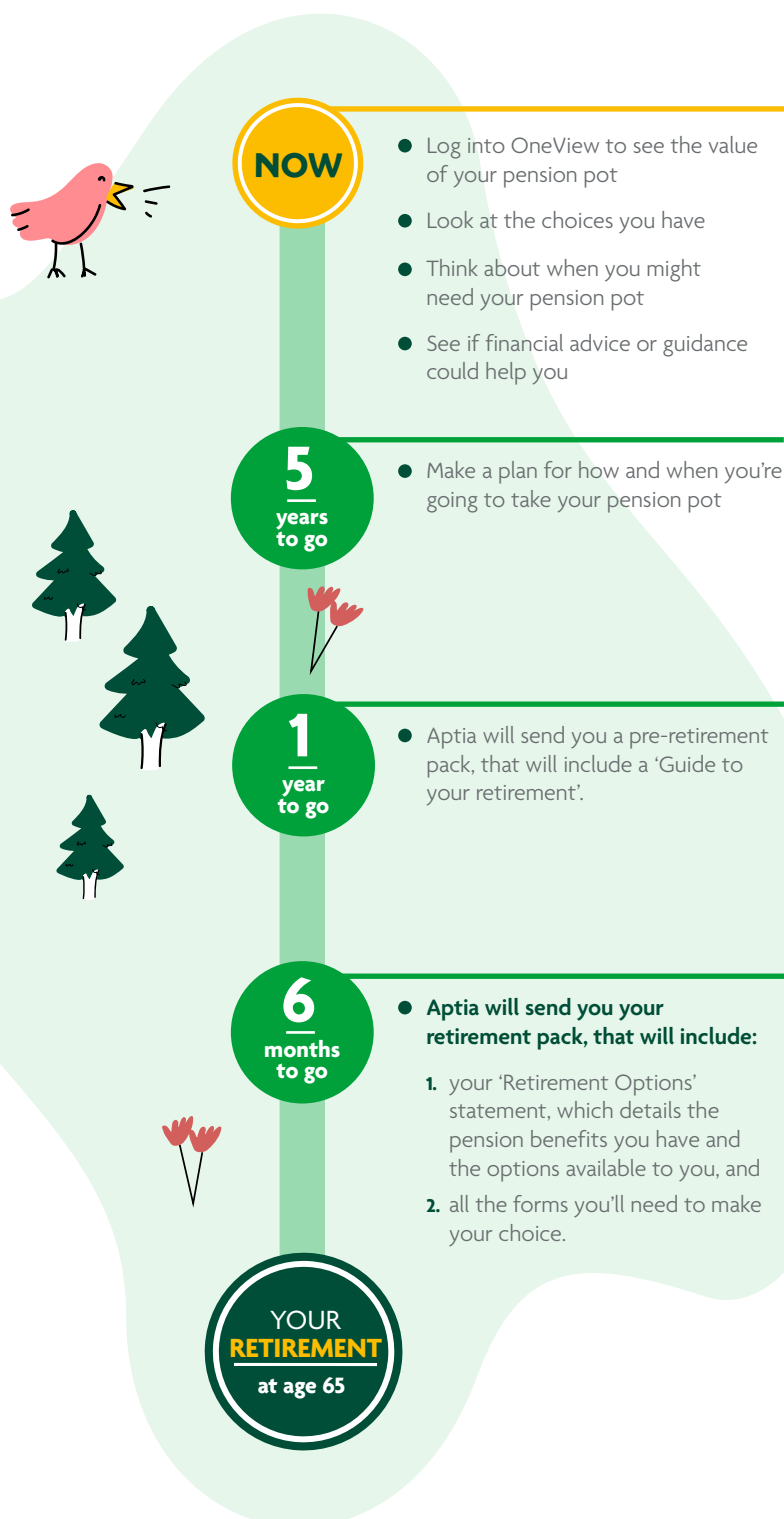 NOW
● Log into OneView to see the value
of your pension pot
● Look at the choices you have
● Think about when you might
need your pension pot
● See if financial advice or guidance
could help you
5
years
to go
● Make a plan for how and when you’re
going to take your pension pot
1
year
to go
● Aptia will send you a pre-retirement
pack, that will include a ‘Guide to
your retirement’.
6
months
to go
● Aptia will send you your
retirement pack, that will include:
1. your ‘Retirement Options’
statement, which details the
pension benefits you have and
the options available to you, and
2. all the forms you’ll need to make
your choice.
YOUR
RETIREMENT
at age 65